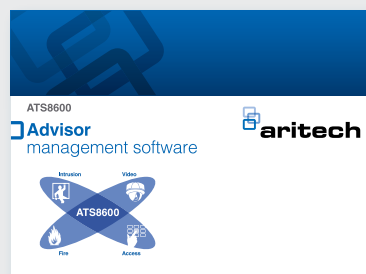 ATS8600
Advisor
management software
aritech
Intrusion
Video
ATS8600
Fire
Access